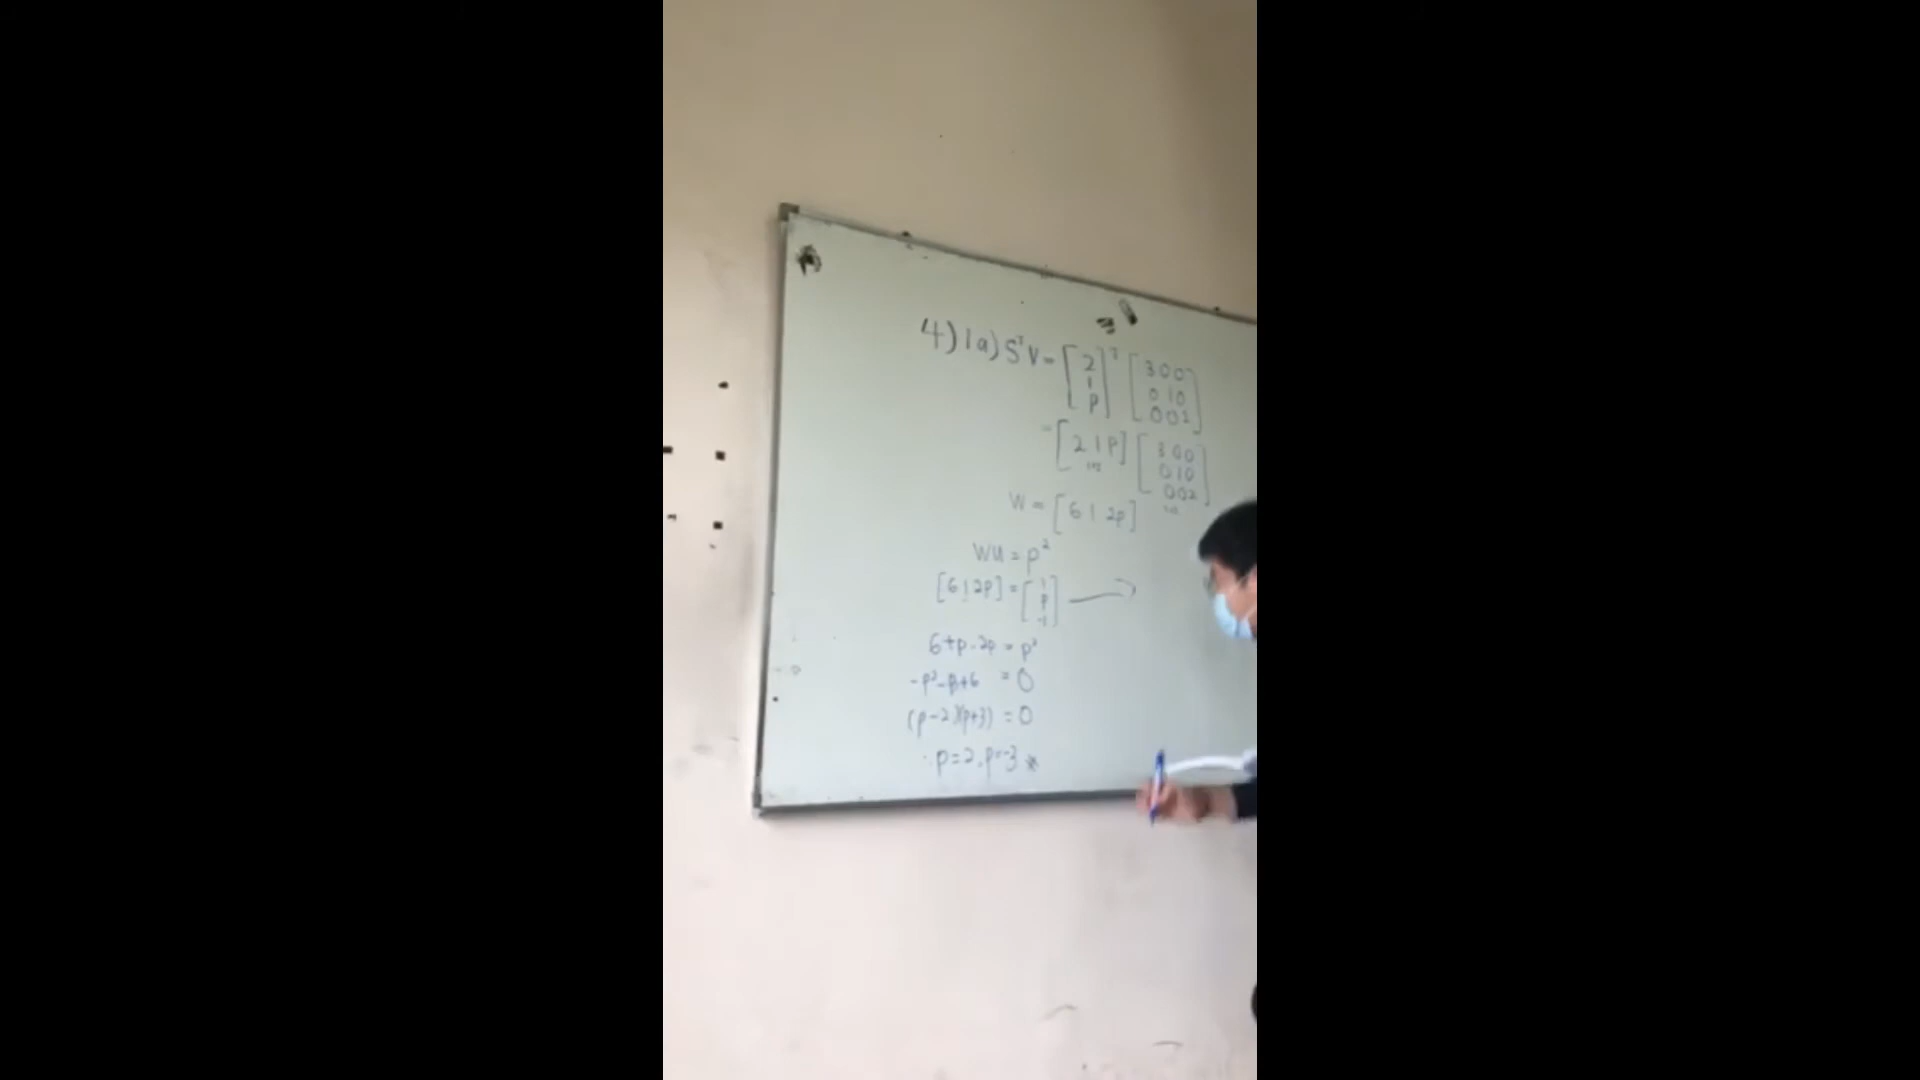 4) 1a) SᵀV = [2 1 p]ᵀ [3 0 0 0 1 0 0 0 2]
= [2 1 p] [3 0 0 0 1 0 0 0 2]
W = [6 1 2p]
WU = p²
[6 1 2p] = [1 p -1]
6+p-2p = p²
-p²-p+6 = 0
(p-2)(p+3) = 0
∴ p=2, p=-3 *